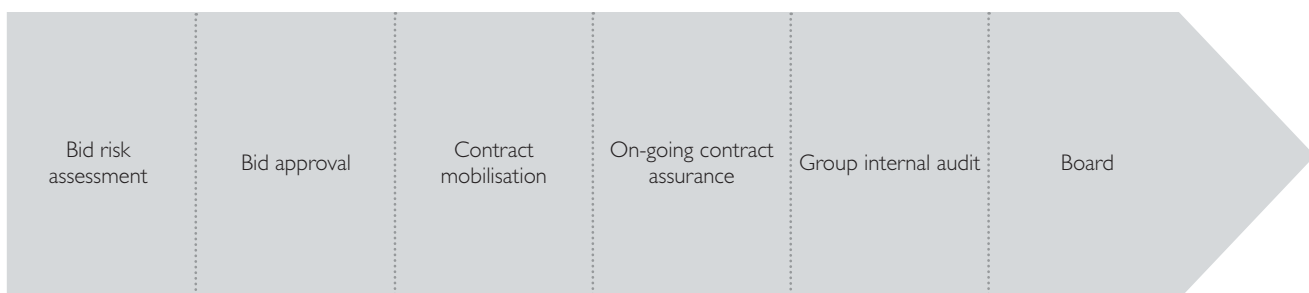 Bid risk
assessment
Bid approval
Contract
mobilisation
On-going contract
assurance
Group internal audit
Board